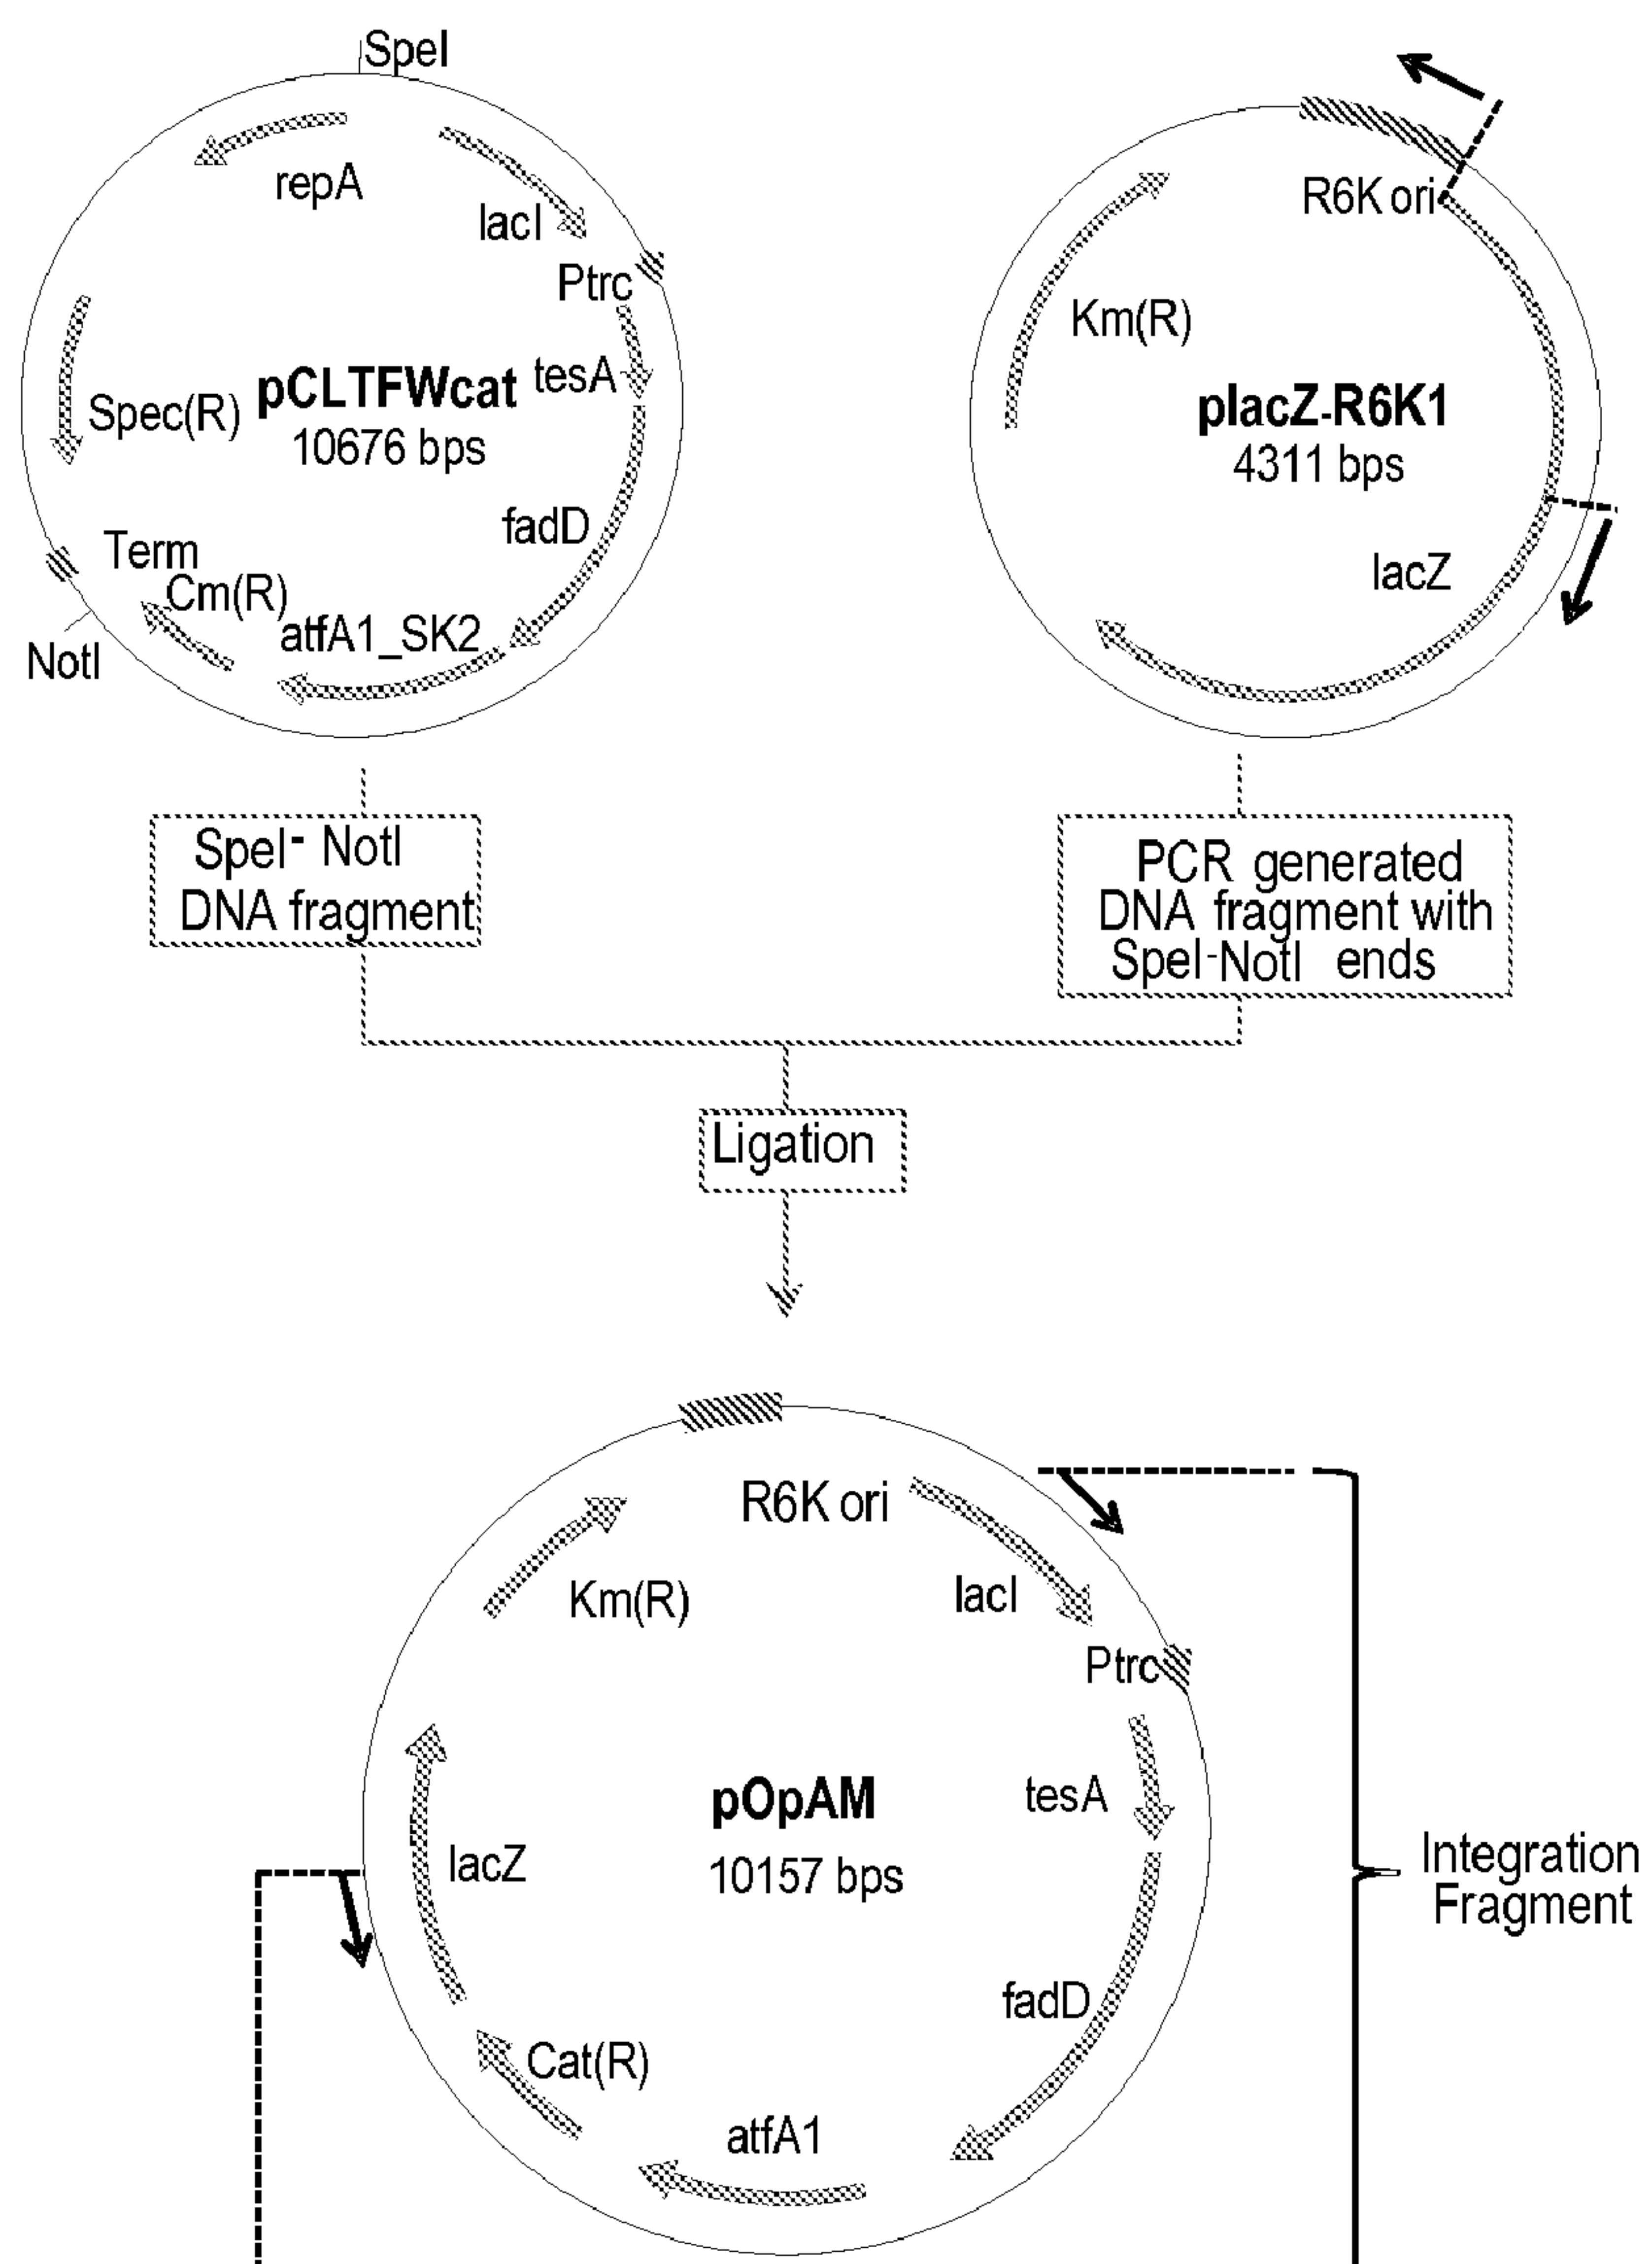 SpeI
repA
lacI
Ptrc
tesA
pCLTFWcat
10676 bps
Spec(R)
fadD
Term
Cm(R)
atfA1_SK2
NotI
R6K ori
Km(R)
placZ-R6K1
4311 bps
lacZ
SpeI- NotI
DNA fragment
PCR generated
DNA fragment with
SpeI-NotI ends
Ligation
R6K ori
Km(R)
lacI
Ptrc
tesA
pOpAM
10157 bps
lacZ
fadD
Cat(R)
atfA1
Integration
Fragment